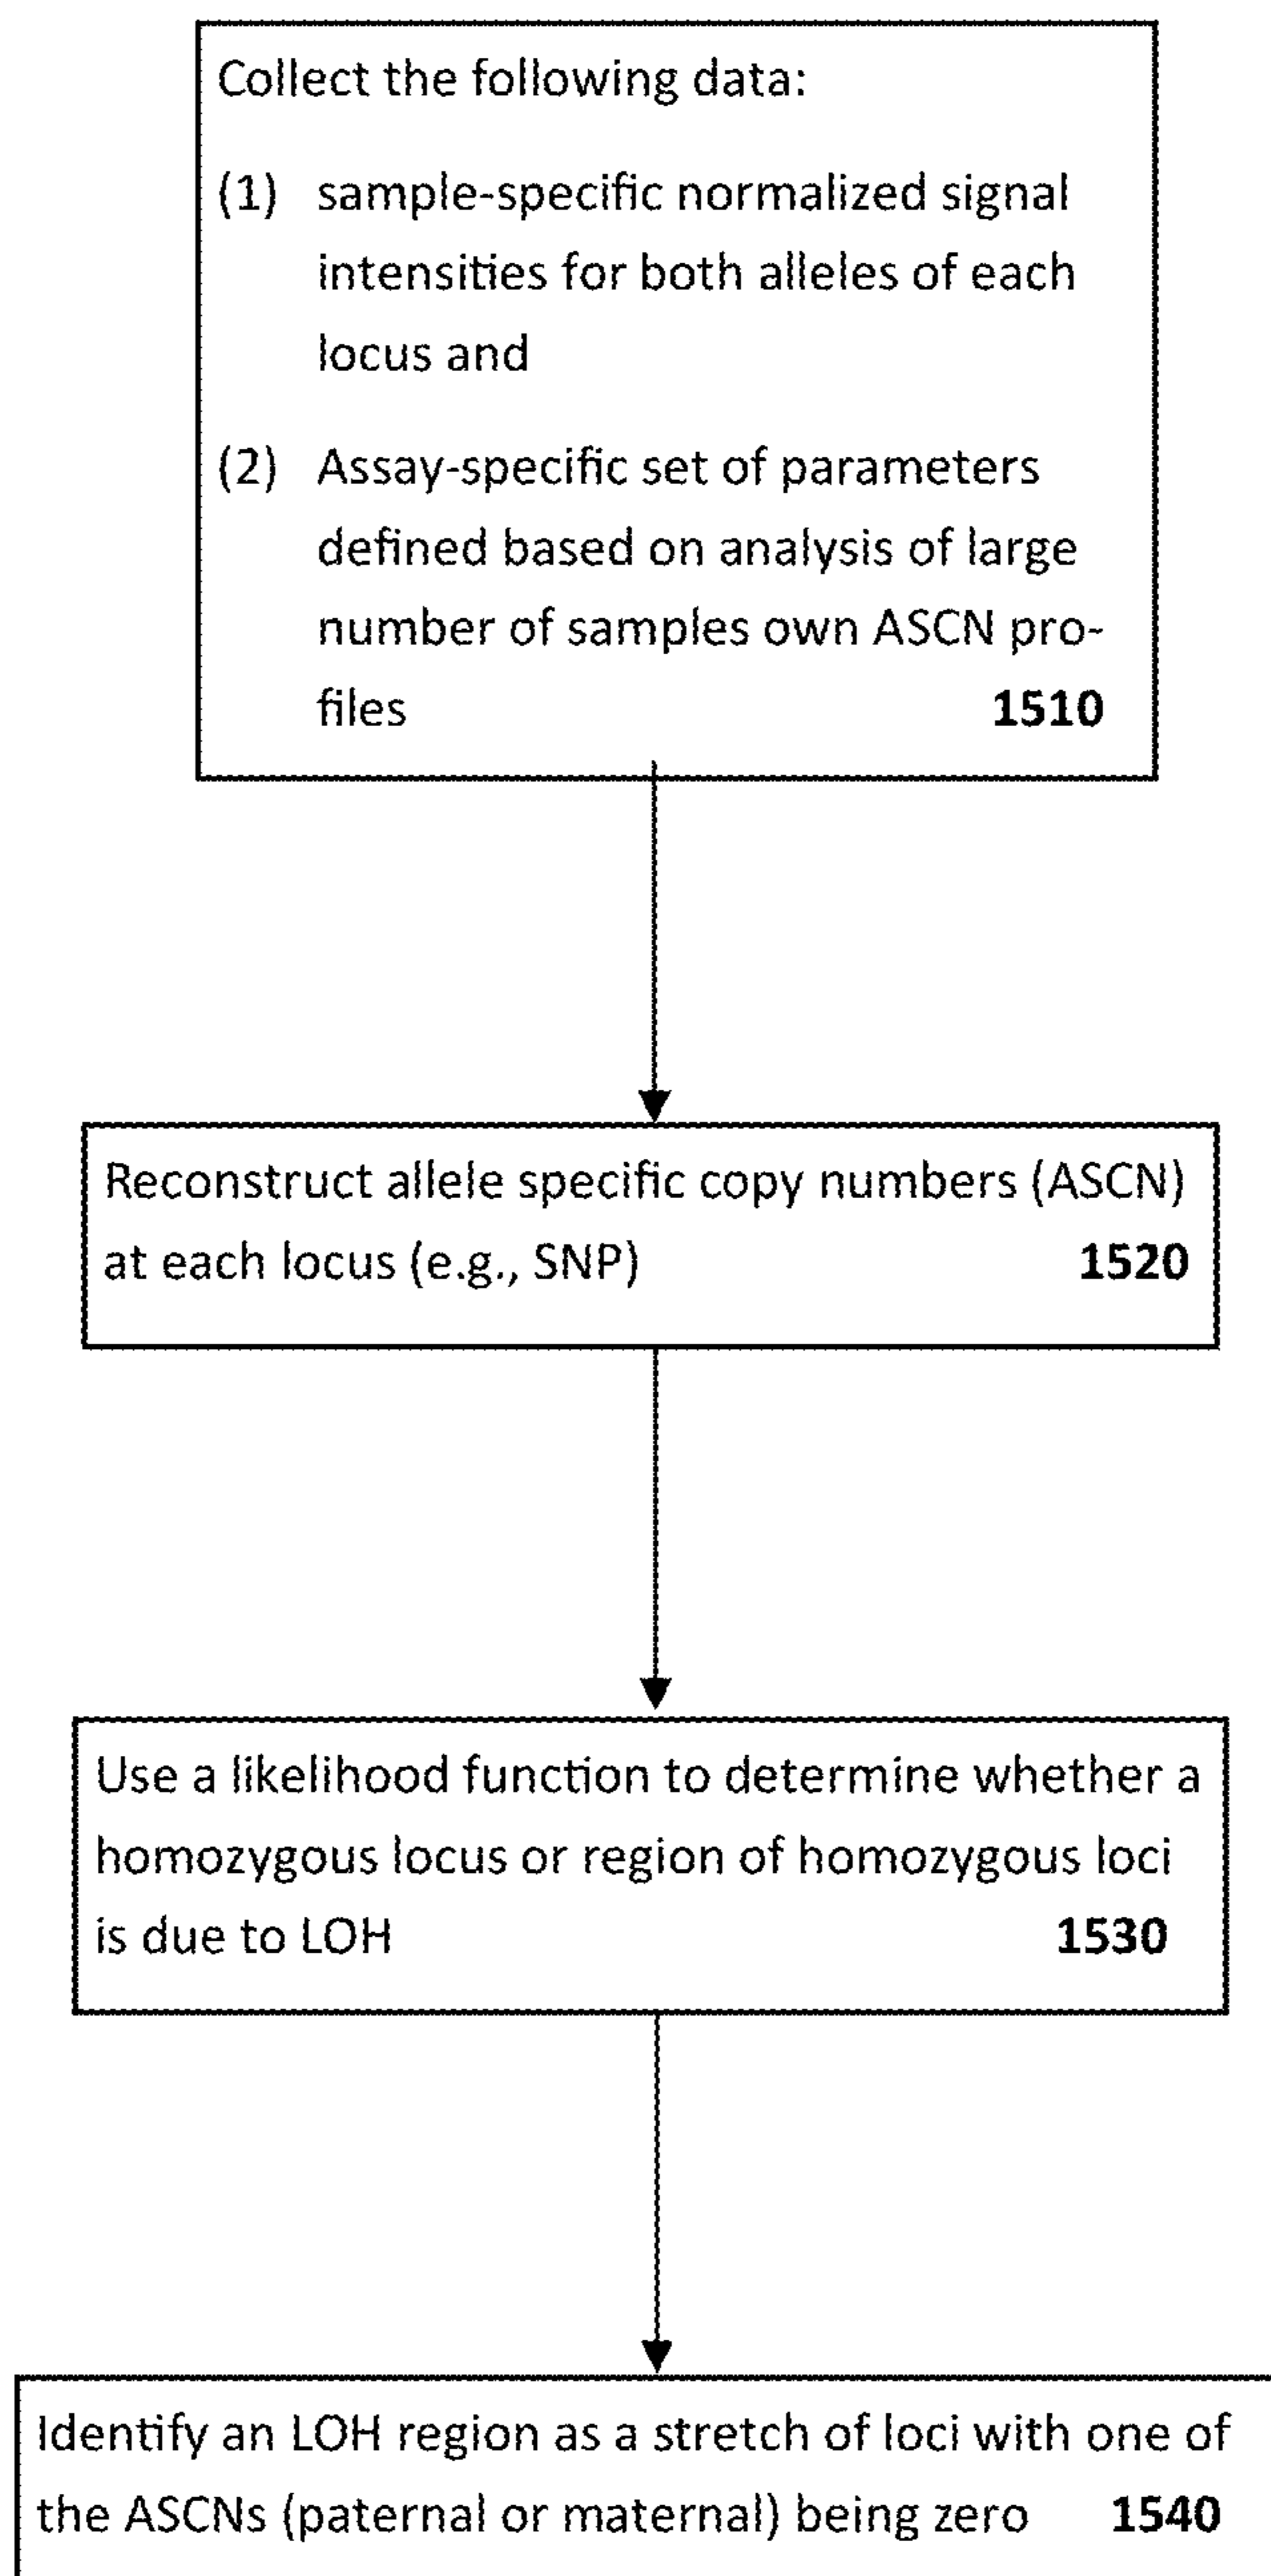 Collect the following data:
(1) sample-specific normalized signal
intensities for both alleles of each
locus and
(2) Assay-specific set of parameters
defined based on analysis of large
number of samples own ASCN pro-
files 1510
Reconstruct allele specific copy numbers (ASCN)
at each locus (e.g., SNP) 1520
Use a likelihood function to determine whether a
homozygous locus or region of homozygous loci
is due to LOH 1530
Identify an LOH region as a stretch of loci with one of
the ASCNs (paternal or maternal) being zero 1540